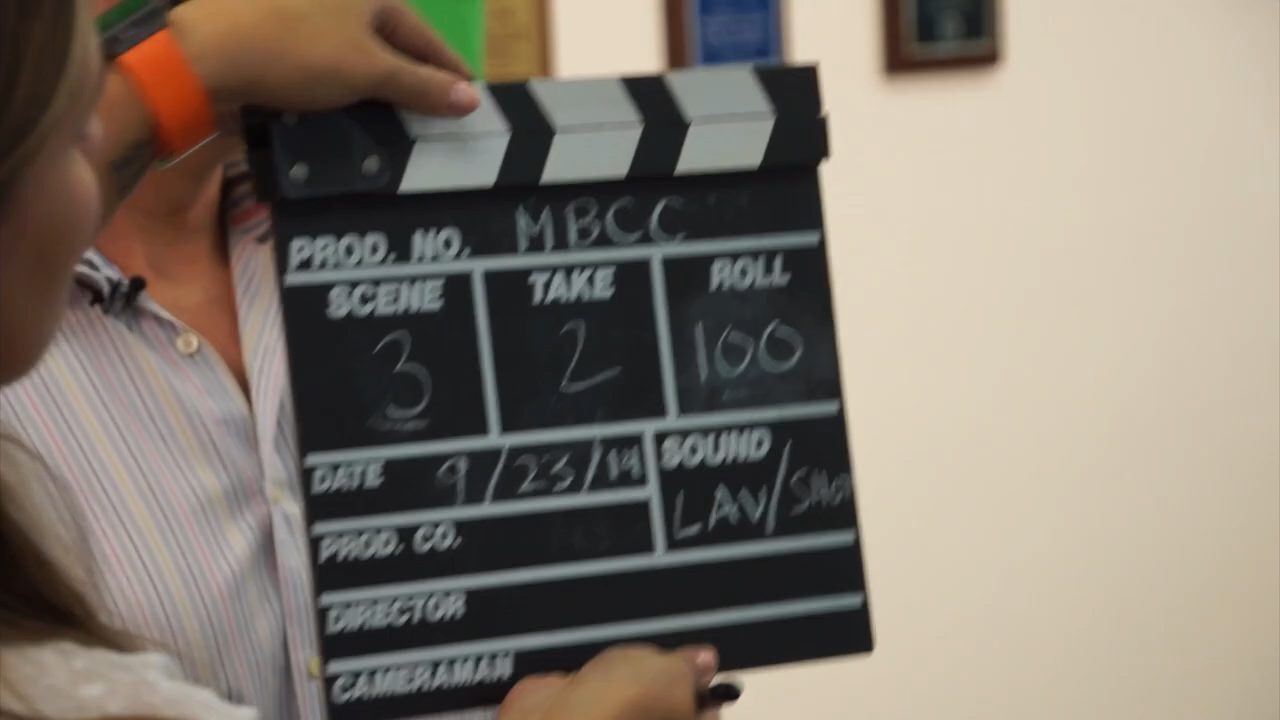 PROD. NO. MBCC
SCENE TAKE ROLL
3 2 100
DATE 9/23/14
SOUND
LAV/SHOT
PROD. CO.
DIRECTOR
CAMERAMAN